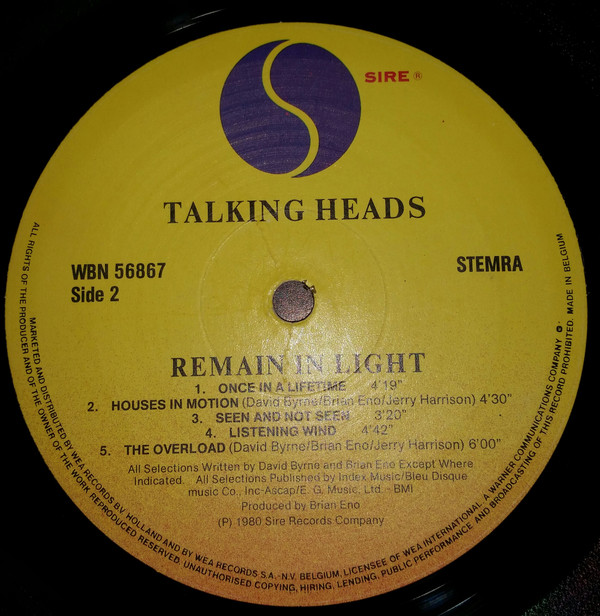 SIRE ®
TALKING HEADS
WBN 56867
Side 2
STEMRA
REMAIN IN LIGHT
1. ONCE IN A LIFETIME 4'19"
2. HOUSES IN MOTION (David Byrne/Brian Eno/Jerry Harrison) 4'30"
3. SEEN AND NOT SEEN 3'20"
4. LISTENING WIND 4'42"
5. THE OVERLOAD (David Byrne/Brian Eno/Jerry Harrison) 6'00"
All Selections Written by David Byrne and Brian Eno Except Where
Indicated. All Selections Published by Index Music/Bleu Disque
music Co., Inc-Ascap/E. G. Music, Ltd. - BMI
Produced by Brian Eno
(P) 1980 Sire Records Company
MARKETED AND DISTRIBUTED BY WEA RECORDS B.V. HOLLAND AND BY WEA RECORDS S.A.-N.V. BELGIUM, LICENSEE OF WEA INTERNATIONAL, A WARNER COMMUNICATIONS COMPANY
ALL RIGHTS OF THE PRODUCER AND OF THE OWNER OF THE WORK REPRODUCED RESERVED. UNAUTHORISED COPYING, HIRING, LENDING, PUBLIC PERFORMANCE AND BROADCASTING OF THIS RECORD PROHIBITED. MADE IN BELGIUM